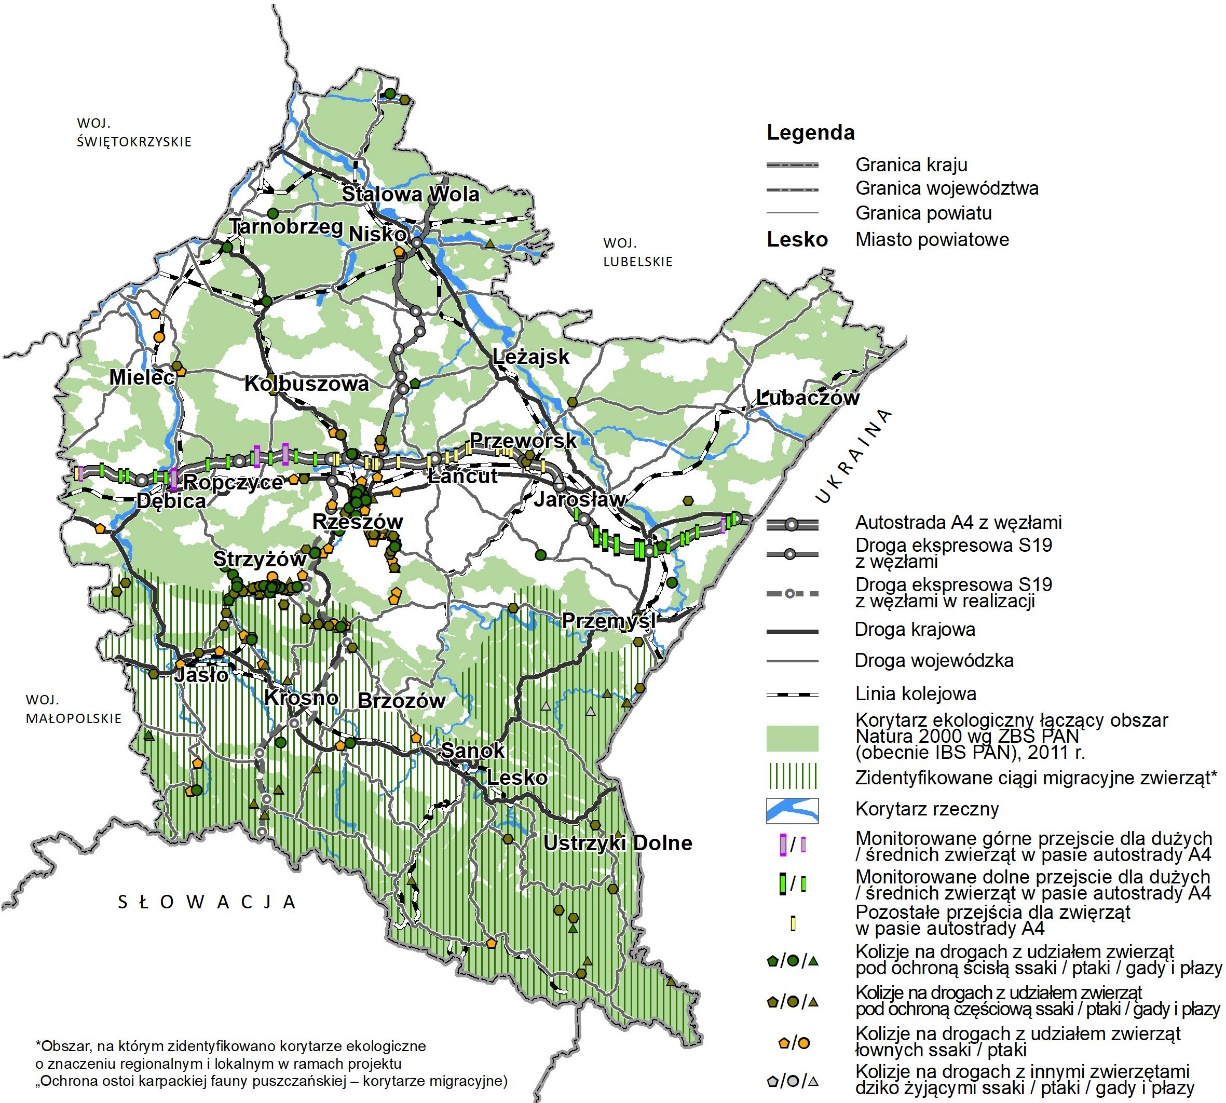 WOJ.
ŚWIĘTOKRZYSKIE
Stalowa Wola
Tarnobrzeg
Nisko
WOJ.
LUBELSKIE
Leżajsk
Mielec
Kolbuszowa
Lubaczów
UKRAINA
Przeworsk
Łańcut
Ropczyce
Dębica
Jarosław
Rzeszów
Strzyżów
Przemyśl
Jasło
Krosno
Brzozów
WOJ.
MAŁOPOLSKIE
Sanok
Lesko
Ustrzyki Dolne
SŁOWACJA
Legenda
Granica kraju
Granica województwa
Granica powiatu
Lesko
Miasto powiatowe
Autostrada A4 z węzłami
Droga ekspresowa S19
z węzłami
Droga ekspresowa S19
z węzłami w realizacji
Droga krajowa
Droga wojewódzka
Linia kolejowa
Korytarz ekologiczny łączący obszar
Natura 2000 wg ZBS PAN
(obecnie IBS PAN), 2011 r.
Zidentyfikowane ciągi migracyjne zwierząt*
Korytarz rzeczny
Monitorowane górne przejscie dla dużych
/ średnich zwierząt w pasie autostrady A4
Monitorowane dolne przejscie dla dużych
/ średnich zwierząt w pasie autostrady A4
Pozostałe przejścia dla zwięrząt
w pasie autostrady A4
Kolizje na drogach z udziałem zwierząt
pod ochroną ścisłą ssaki / ptaki / gady i płazy
Kolizje na drogach z udziałem zwierząt
pod ochroną częściową ssaki / ptaki / gady i płazy
Kolizje na drogach z udziałem zwierząt
łownych ssaki / ptaki
Kolizje na drogach z innymi zwierzętami
dziko żyjącymi ssaki / ptaki / gady i płazy
*Obszar, na którym zidentyfikowano korytarze ekologiczne
o znaczeniu regionalnym i lokalnym w ramach projektu
„Ochrona ostoi karpackiej fauny puszczańskiej – korytarze migracyjne)